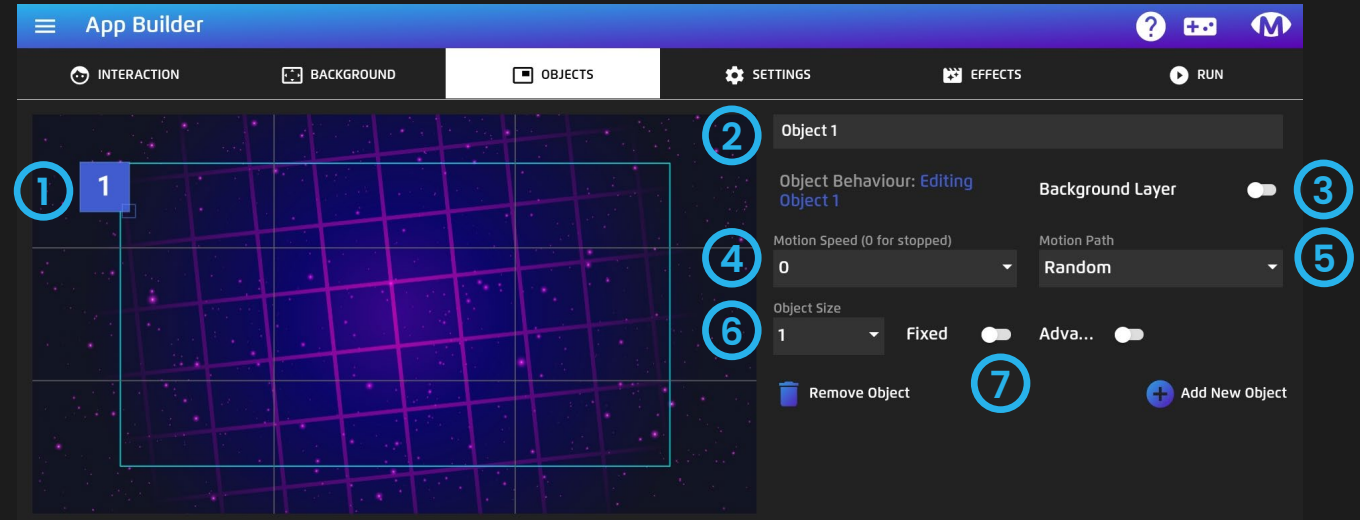 App Builder
?
M
INTERACTION
BACKGROUND
OBJECTS
SETTINGS
EFFECTS
RUN
1
1
2
Object 1
Object Behaviour: Editing
Object 1
Background Layer
3
Motion Speed (0 for stopped)
Motion Path
4
0
Random
5
Object Size
6
1
Fixed
Adva...
7
Remove Object
Add New Object